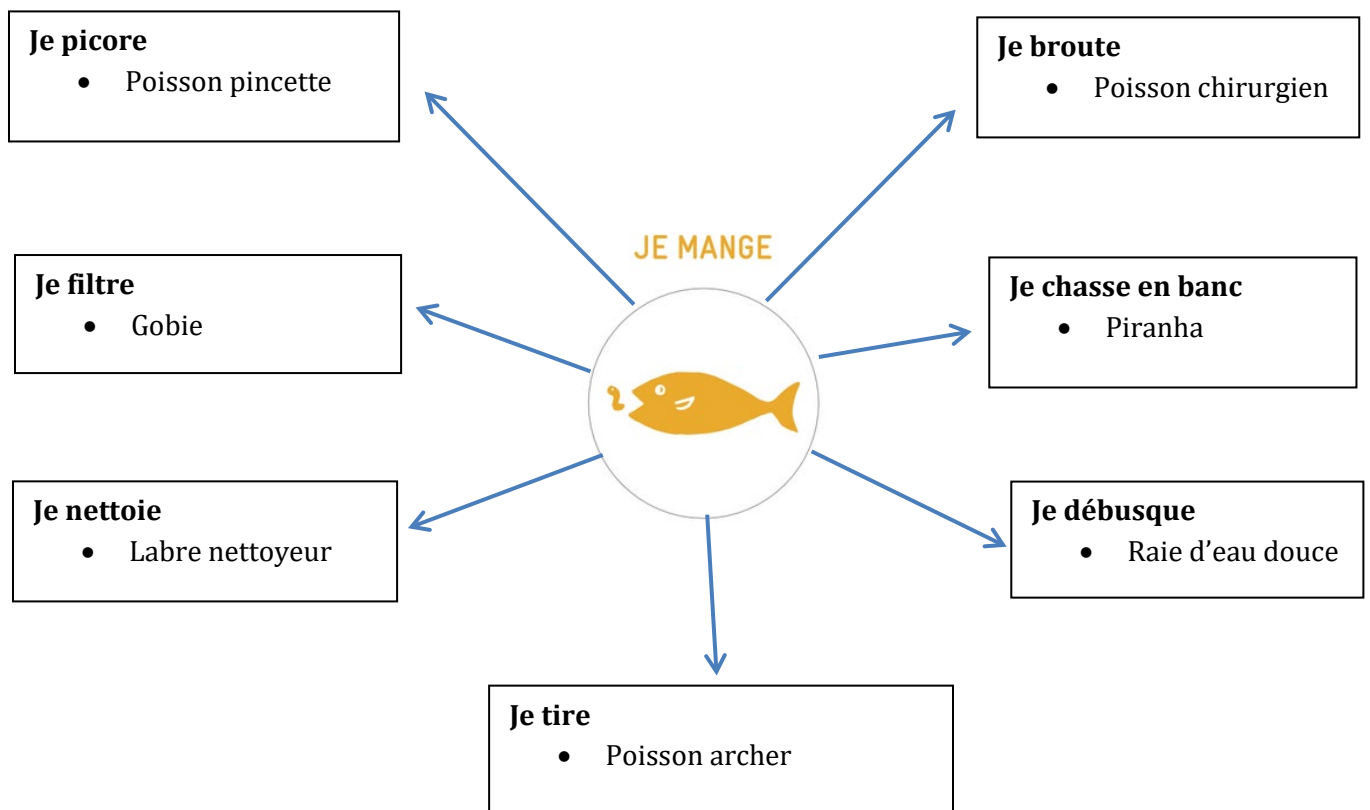 Je picore
• Poisson pincette
Je broute
• Poisson chirurgien
JE MANGE
Je filtre
• Gobie
Je chasse en banc
• Piranha
Je nettoie
• Labre nettoyeur
Je débusque
• Raie d’eau douce
Je tire
• Poisson archer